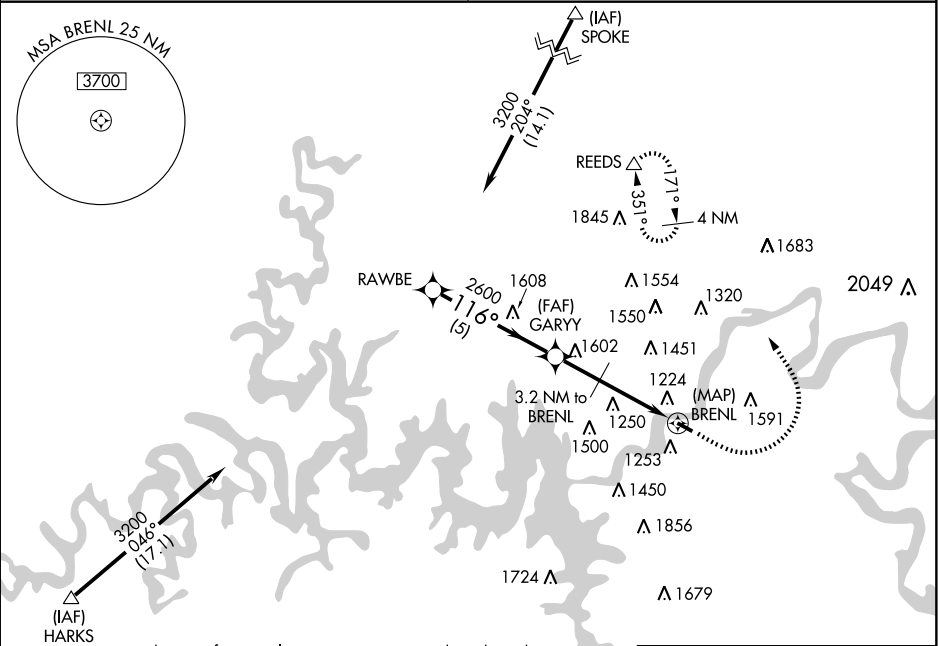 MSA BRENL 25 NM
3700
(IAF)
SPOKE
3200
204°
(14.1)
REEDS
351°
171°
4 NM
1845
1683
RAWBE
2600
116°
(5)
1608
(FAF)
GARYY
1554
1550
1320
2049
1602
1451
3.2 NM to
BRENL
1224
(MAP)
BRENL
1250
1591
1500
1253
1450
3200
046°
(17.1)
1856
1724
1679
(IAF)
HARKS